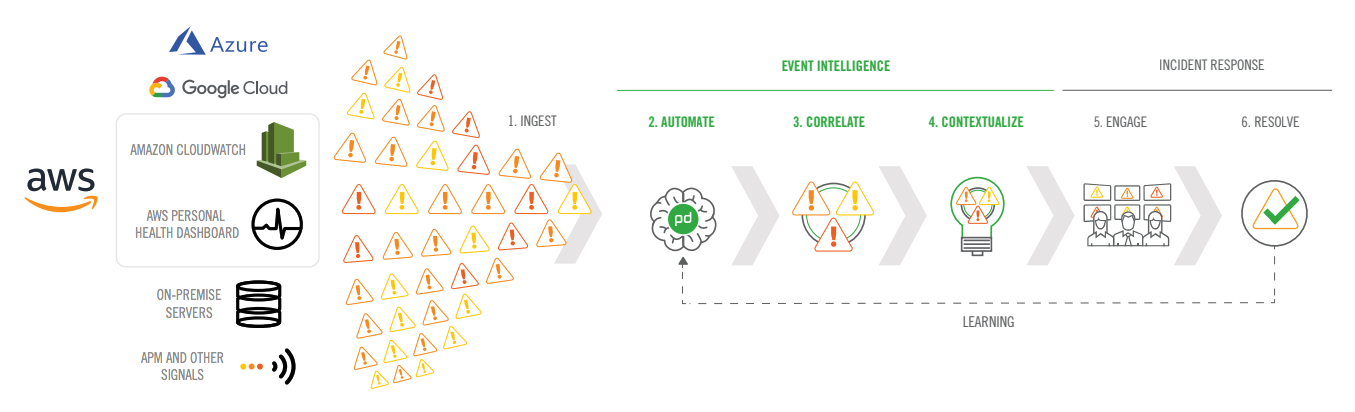 Azure
Google Cloud
AMAZON CLOUDWATCH
aws
AWS PERSONAL
HEALTH DASHBOARD
ON-PREMISE
SERVERS
APM AND OTHER
SIGNALS
1. INGEST
EVENT INTELLIGENCE
2. AUTOMATE
3. CORRELATE
4. CONTEXTUALIZE
pd
INCIDENT RESPONSE
5. ENGAGE
6. RESOLVE
LEARNING